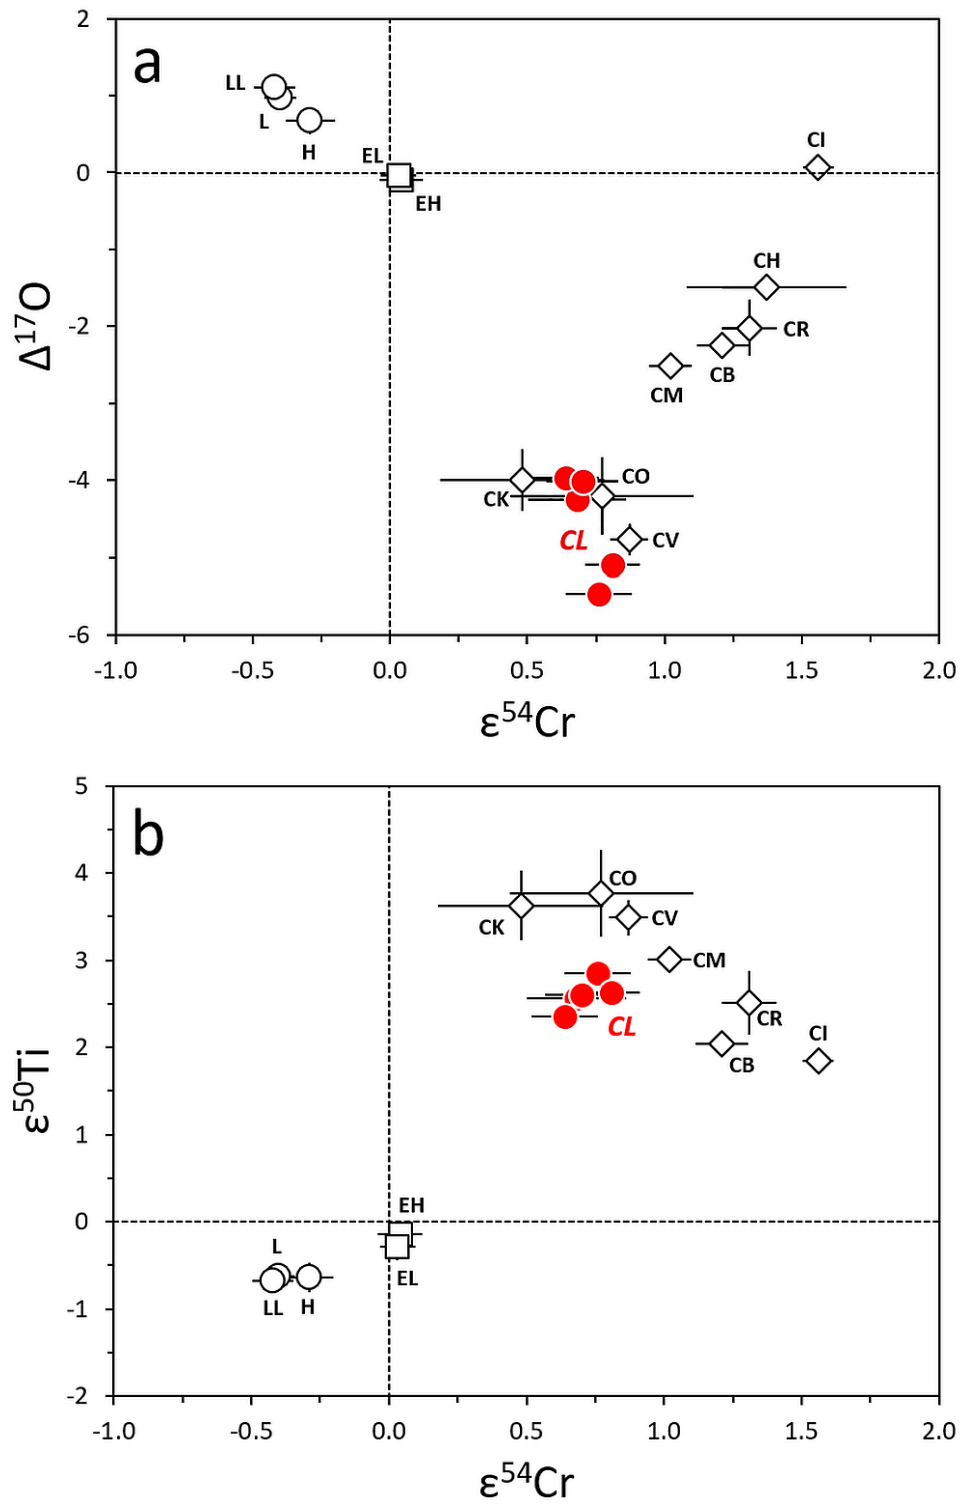 2
a
LL
L
H
EL
EH
CI
0
CH
CR
CB
CM
-2
Δ¹⁷O
CK
CO
-4
CL
CV
-6
-1.0 -0.5 0.0 0.5 1.0 1.5 2.0
ε⁵⁴Cr
5
b
4
CO
CK
CV
3
CM
CR
CL
CI
2
CB
ε⁵⁰Ti
1
EH
0
L
EL
LL H
-1
-2
-1.0 -0.5 0.0 0.5 1.0 1.5 2.0
ε⁵⁴Cr